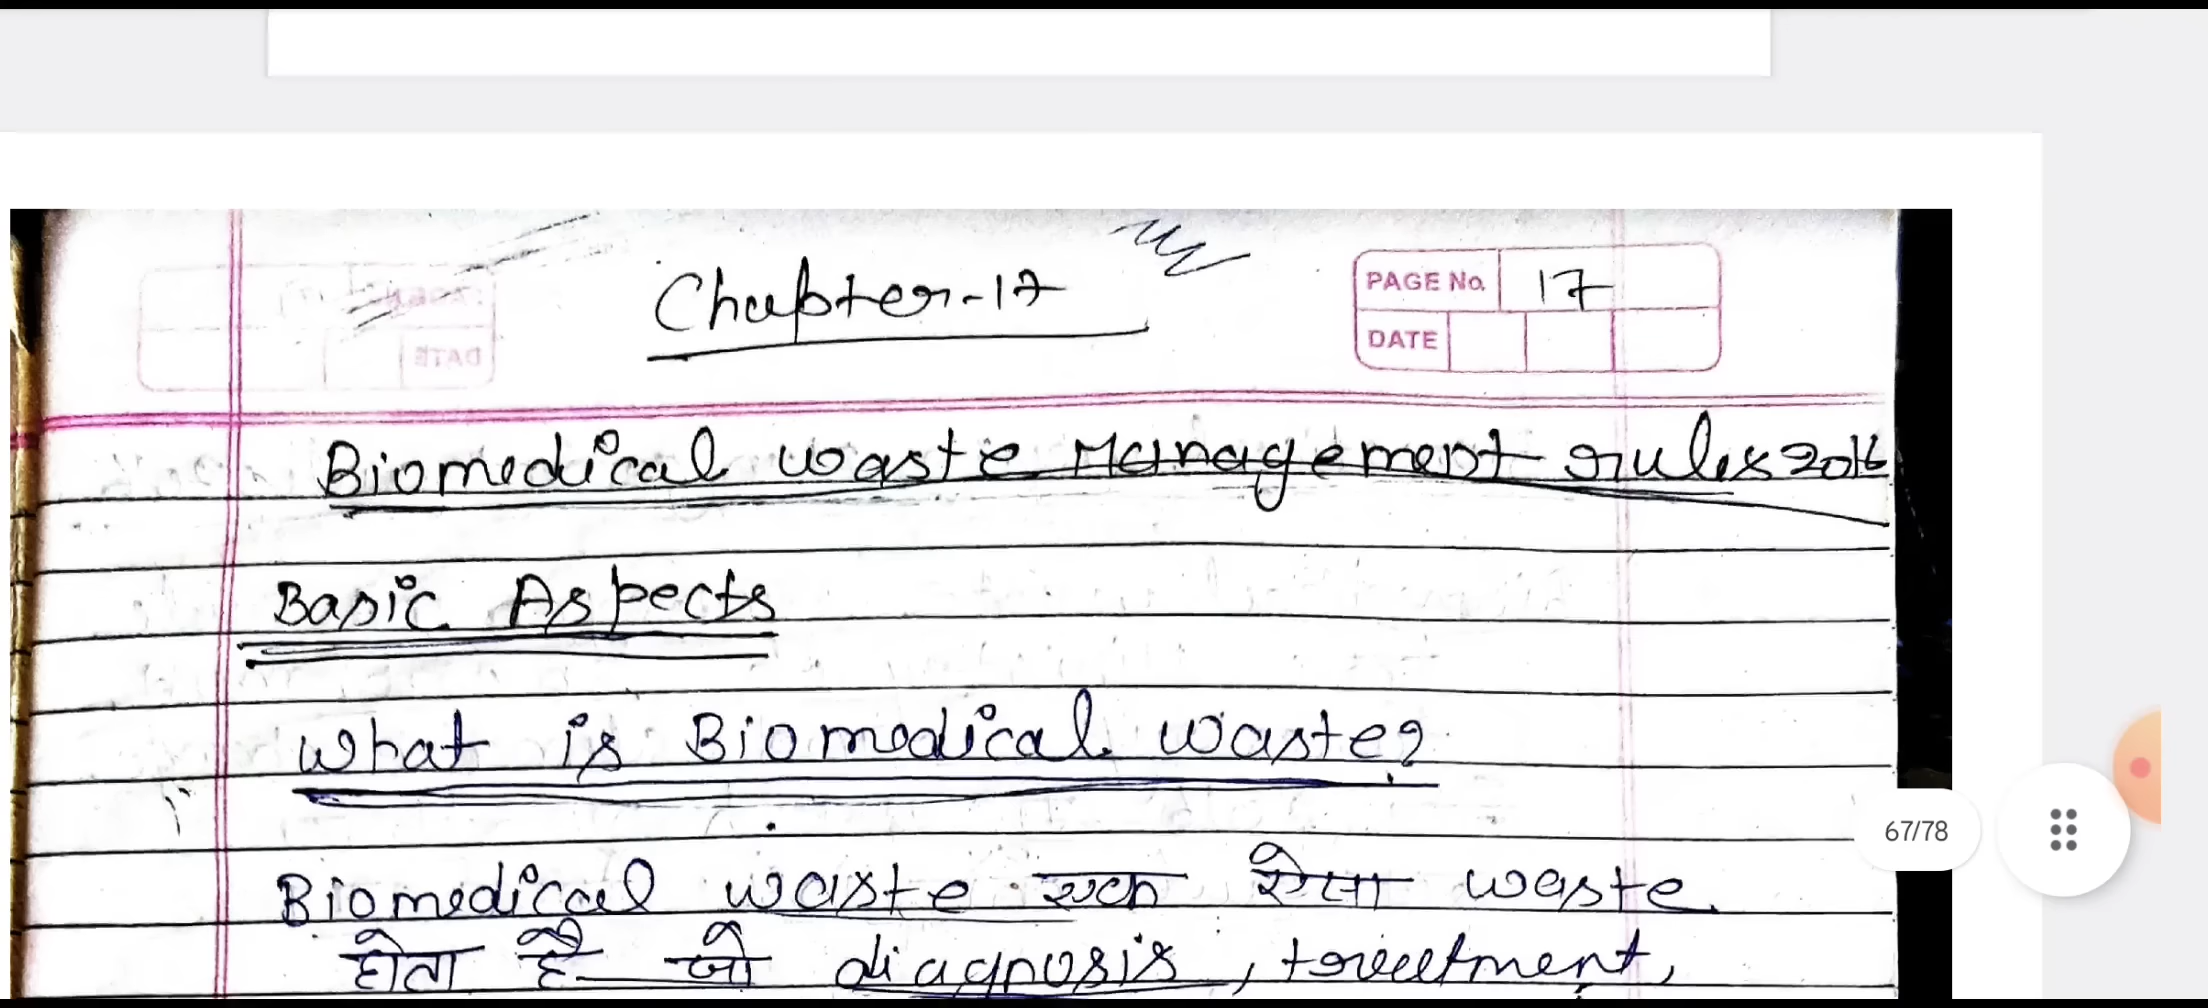 Chapter-17
PAGE No. 17
DATE
Biomedical waste Management rules 2016
Basic Aspects
What is Biomedical waste?
Biomedical waste एक ऐसा waste
होता है जो diagnosis, treatment,
67/78